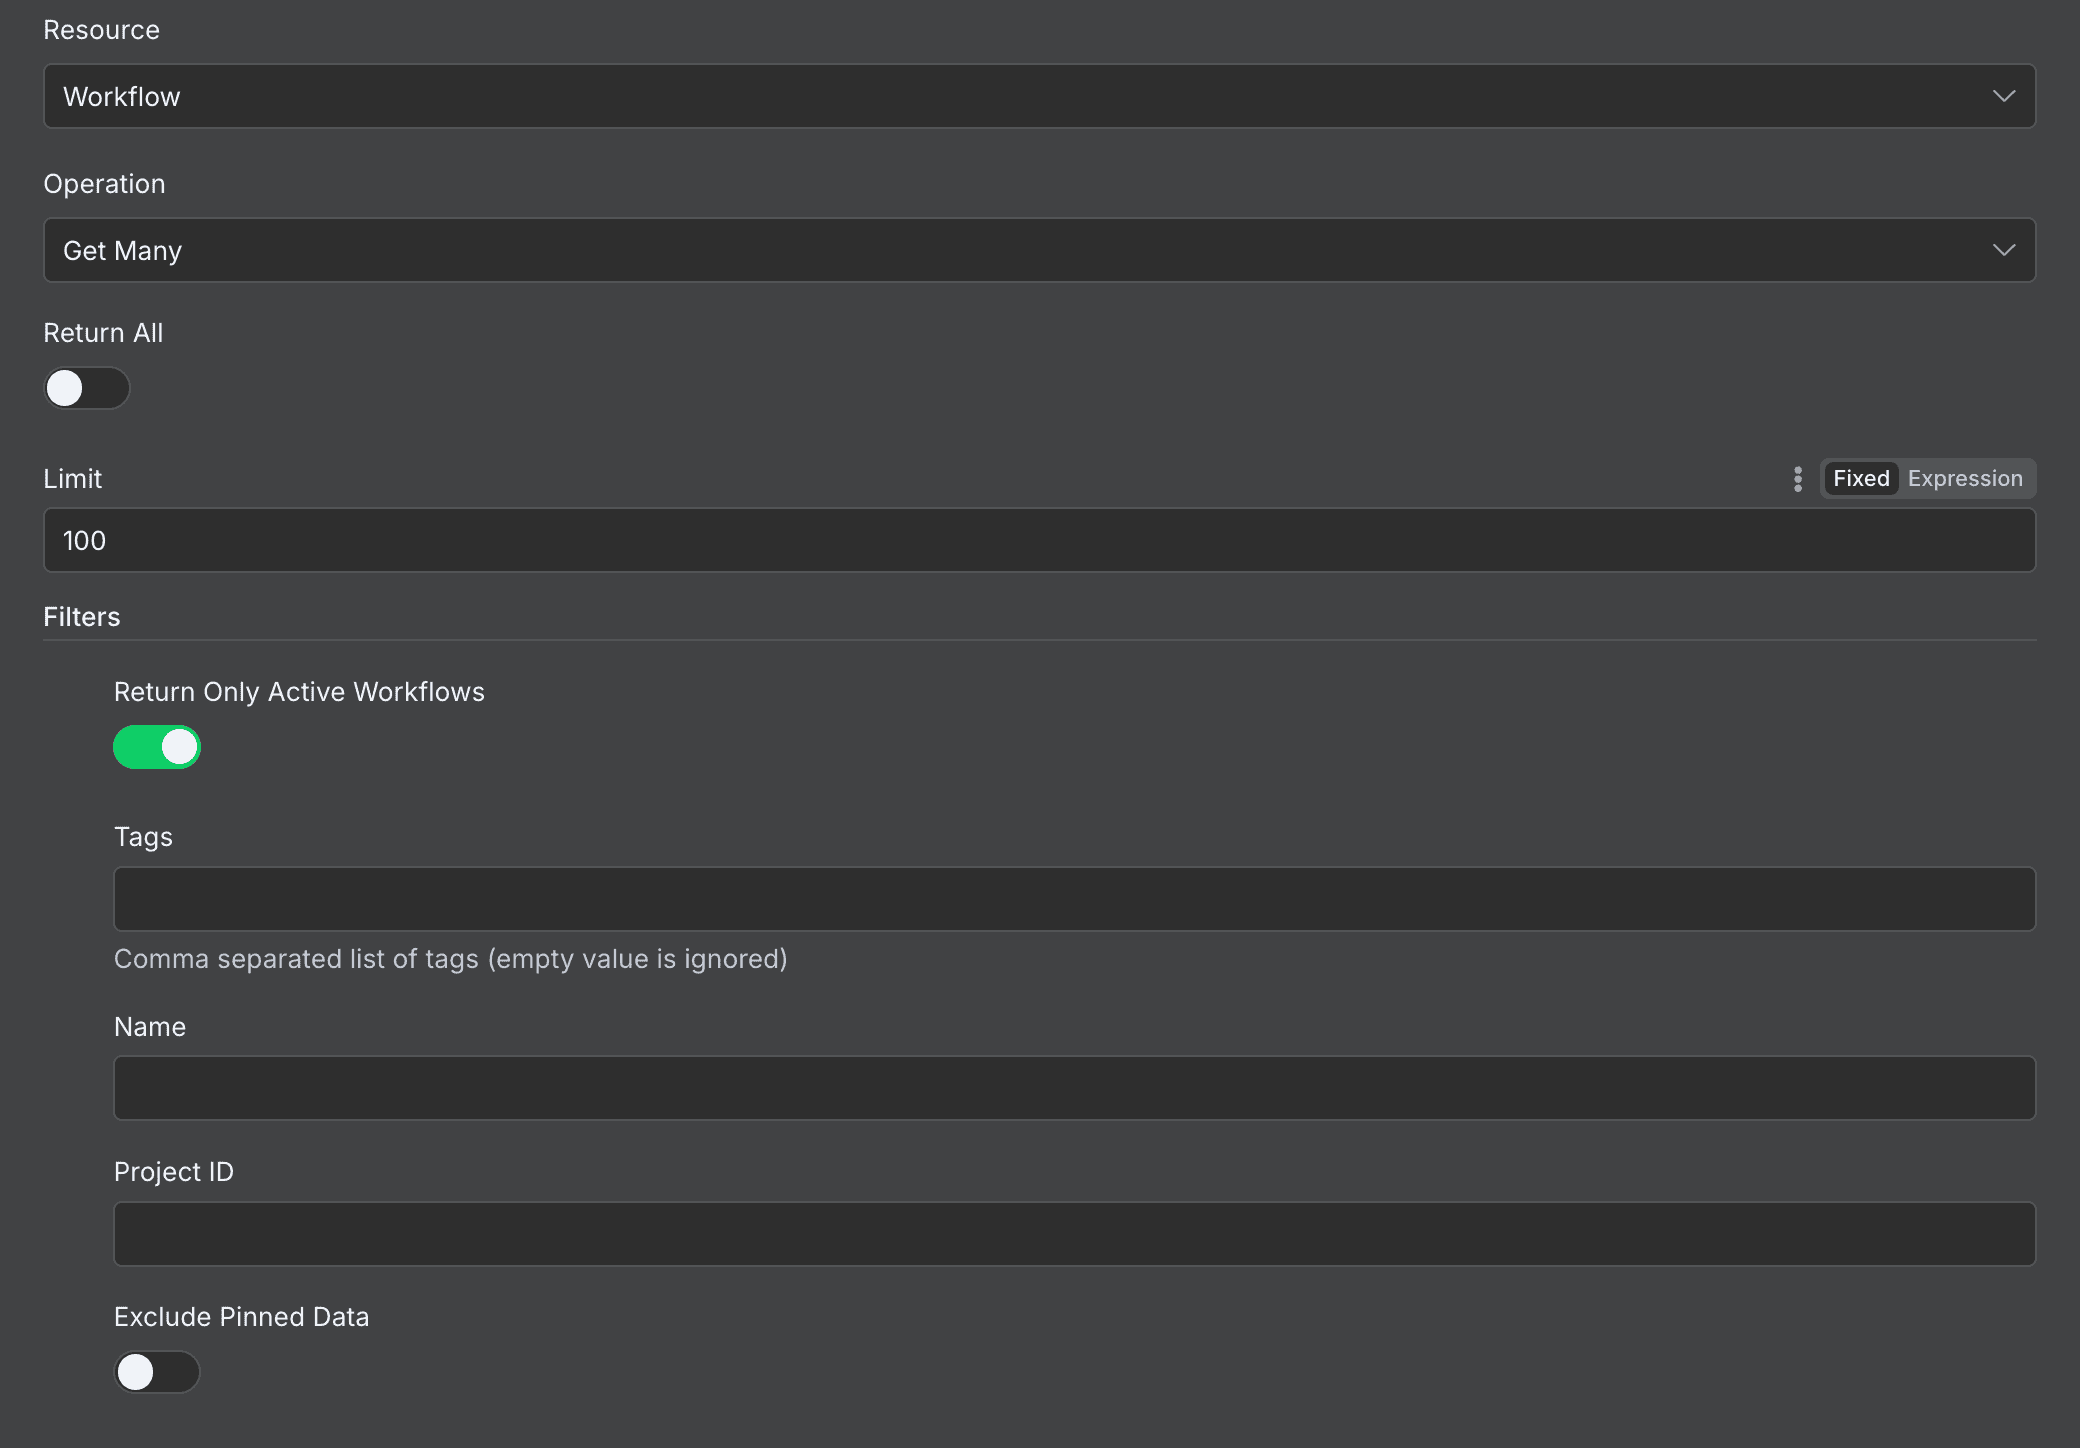 Resource
Workflow
Operation
Get Many
Return All
Limit
Fixed Expression
100
Filters
Return Only Active Workflows
Tags
Comma separated list of tags (empty value is ignored)
Name
Project ID
Exclude Pinned Data